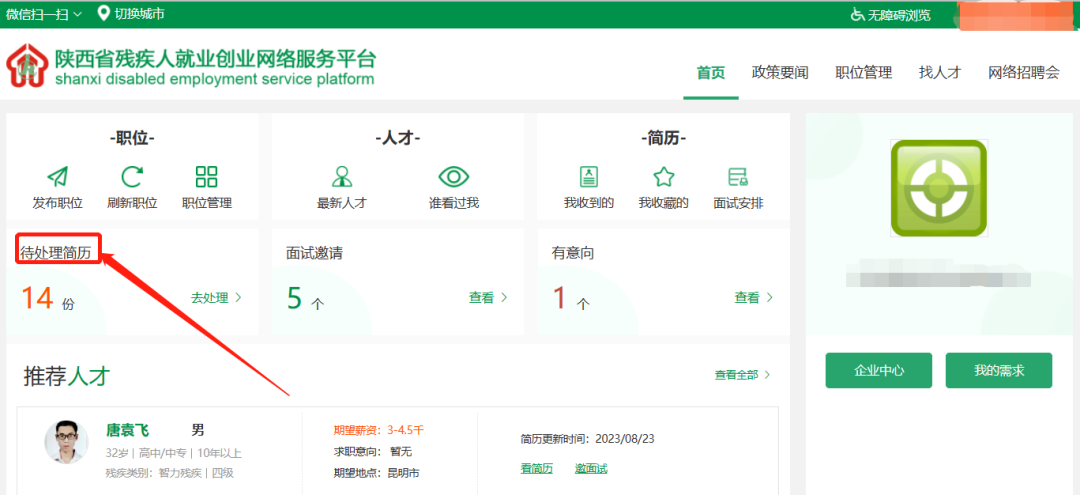 微信扫一扫 切换城市 无障碍浏览
陕西省残疾人就业创业网络服务平台
shanxi disabled employment service platform
首页 政策要闻 职位管理 找人才 网络招聘会
-职位- -人才- -简历-
发布职位 刷新职位 职位管理 最新人才 谁看过我 我收到的 我收藏的 面试安排
待处理简历 面试邀请 有意向
14 份 去处理 5 个 查看 1 个 查看
企业中心 我的需求
推荐人才 查看全部
唐袁飞 男 期望薪资：3-4.5千
简历更新时间：2023/08/23
32岁 | 高中/中专 | 10年以上 求职意向： 暂无
看简历 邀面试
残疾类别：智力残疾 | 四级 期望地点：昆明市